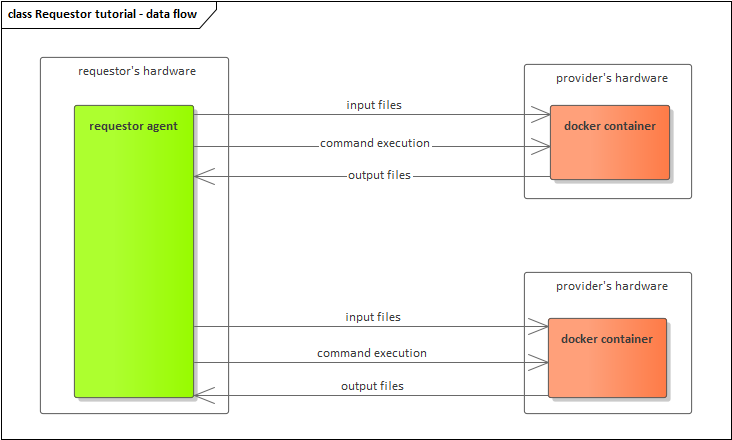 class Requestor tutorial - data flow
requestor's hardware
requestor agent
input files
command execution
output files
provider's hardware
docker container
input files
command execution
output files
provider's hardware
docker container